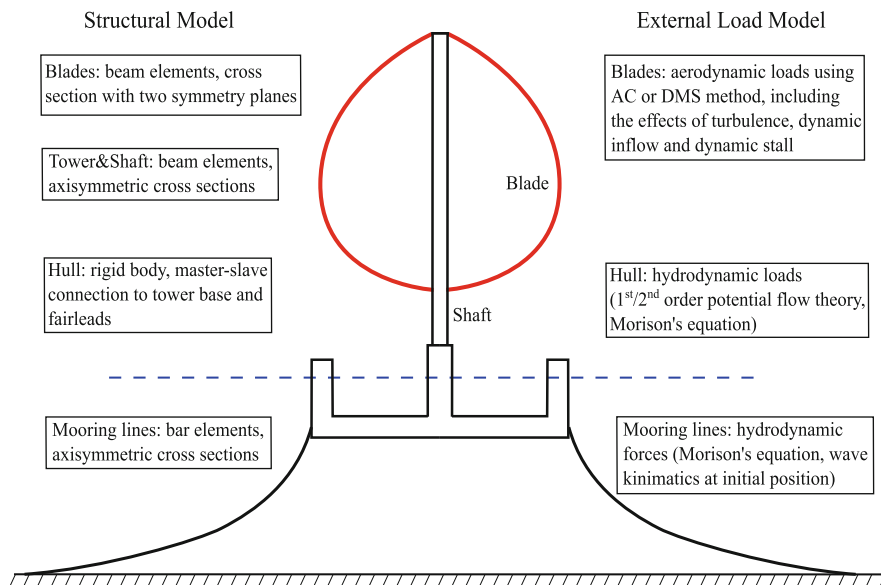 Structural Model
External Load Model
Blades: beam elements, cross
section with two symmetry planes
Blades: aerodynamic loads using
AC or DMS method, including
the effects of turbulence, dynamic
inflow and dynamic stall
Tower&Shaft: beam elements,
axisymmetric cross sections
Blade
Hull: rigid body, master-slave
connection to tower base and
fairleads
Hull: hydrodynamic loads
(1st/2nd order potential flow theory,
Morison's equation)
Shaft
Mooring lines: bar elements,
axisymmetric cross sections
Mooring lines: hydrodynamic
forces (Morison's equation, wave
kinimatics at initial position)